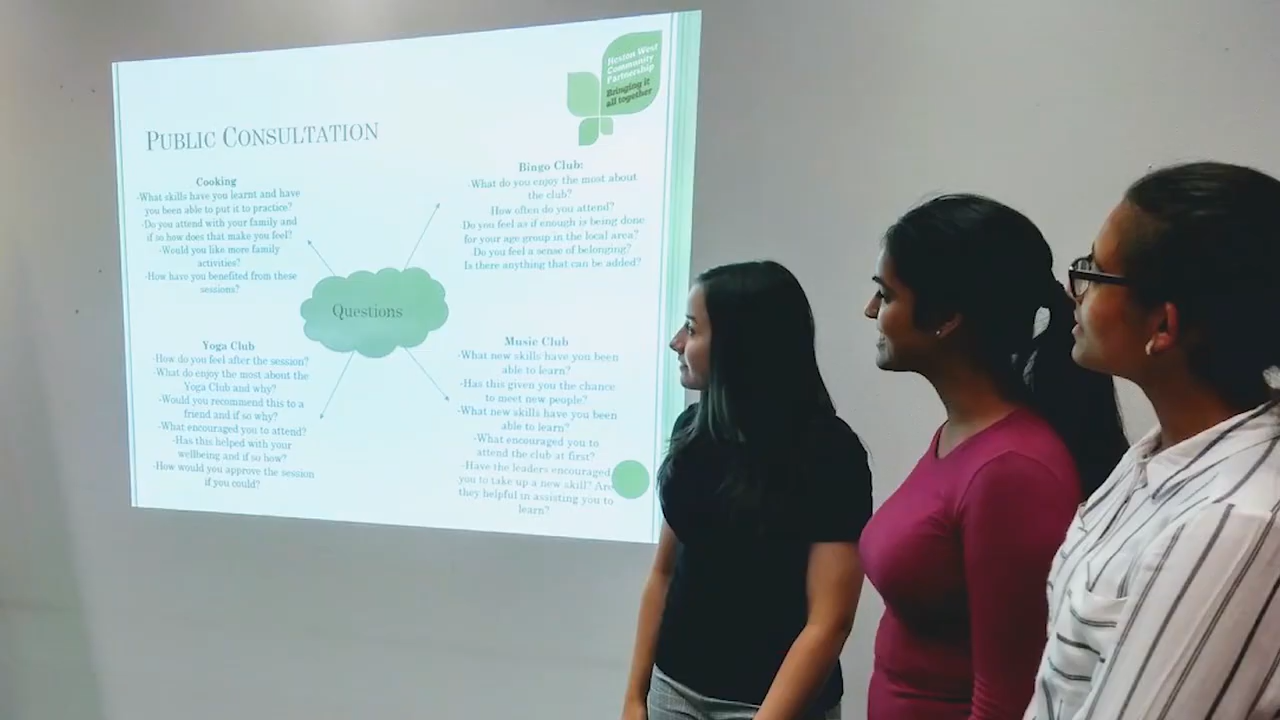 Heston West
Community
Partnership
Bringing it
all together
PUBLIC CONSULTATION
Cooking
-What skills have you learnt and have
you been able to put it to practice?
-Do you attend with your family and
if so how does that make you feel?
-Would you like more family
activities?
-How have you benefited from these
sessions?
Bingo Club:
-What do you enjoy the most about
the club?
How often do you attend?
Do you feel as if enough is being done
for your age group in the local area?
-Do you feel a sense of belonging?
Is there anything that can be added?
Questions
Yoga Club
-How do you feel after the session?
-What do enjoy the most about the
Yoga Club and why?
-Would you recommend this to a
friend and if so why?
-What encouraged you to attend?
-Has this helped with your
wellbeing and if so how?
-How would you approve the session
if you could?
Music Club
-What new skills have you been
able to learn?
-Has this given you the chance
to meet new people?
-What new skills have you been
able to learn?
-What encouraged you to
attend the club at first?
-Have the leaders encouraged
you to take up a new skill? Are
they helpful in assisting you to
learn?